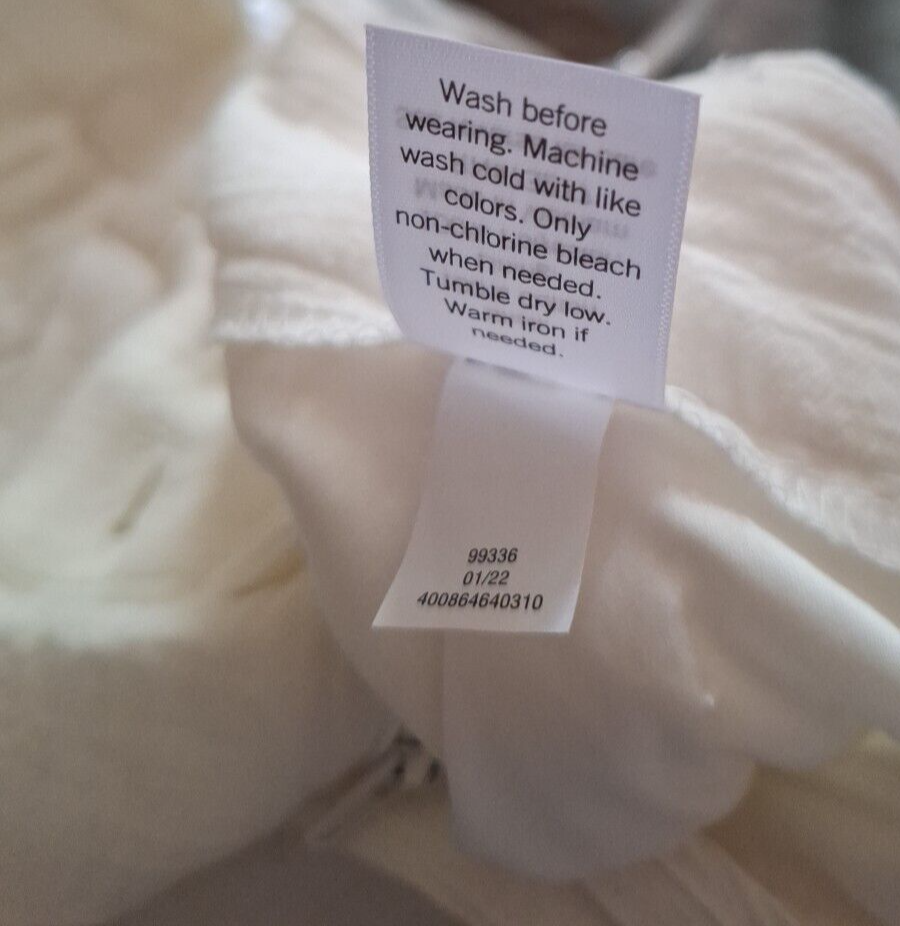 Wash before
wearing. Machine
wash cold with like
colors. Only
non-chlorine bleach
when needed.
Tumble dry low.
Warm iron if
needed.
99336
01/22
400864640310